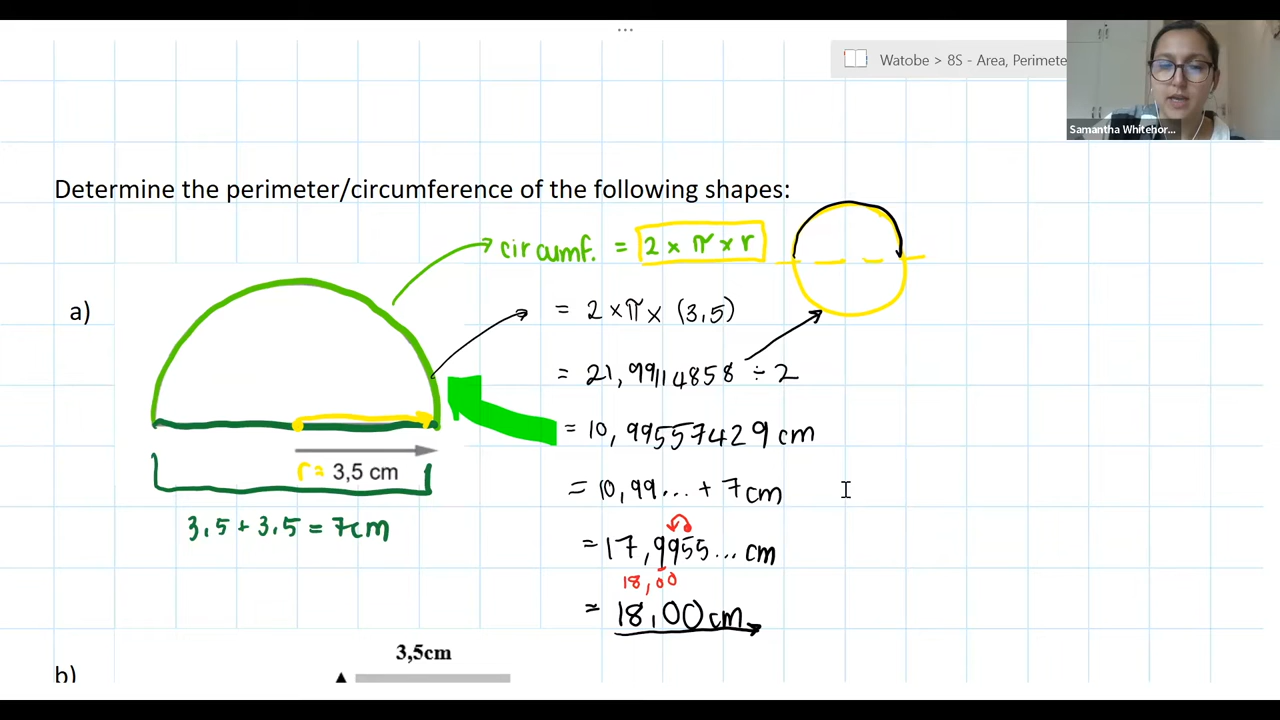 Watobe > 8S - Area, Perimete
Samantha Whitehor...
Determine the perimeter/circumference of the following shapes:
circumf. = 2 × π × r
a)
= 2 × π × (3,5)
= 21,99114858 ÷ 2
= 10,99557429 cm
r = 3,5 cm
= 10,99... + 7cm
3,5 + 3,5 = 7cm
= 17,9955... cm
18,00
≈ 18,00cm
3,5cm
b)